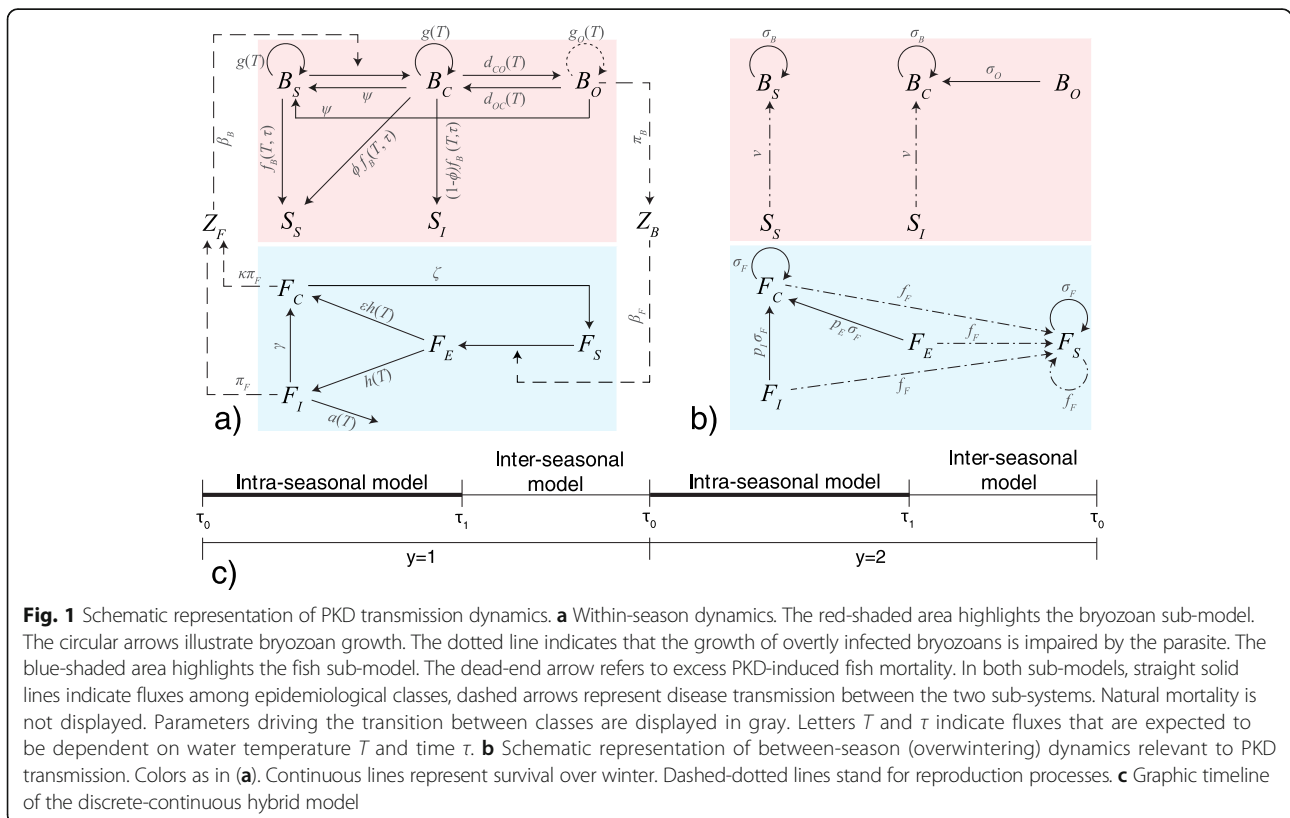 g(T)
g(T)
g_O(T)
B_S
ψ
B_C
d_CO(T)
d_OC(T)
B_O
ψ
β_B
f_B(T,τ)
ϕf_B(T,τ)
(1-ϕ)f_B(T,τ)
π_B
Z_F
S_S
S_I
Z_B
κπ_F
F_C
ζ
εh(T)
γ
F_E
F_S
β_F
h(T)
π_F
F_I
a(T)
a)
σ_B
σ_B
B_S
B_C
σ_O
B_O
ν
ν
S_S
S_I
σ_F
F_C
f_F
σ_F
p_E σ_F
p_I σ_F
F_E
f_F
F_S
F_I
f_F
f_F
b)
Intra-seasonal model
Inter-seasonal
model
Intra-seasonal model
Inter-seasonal
model
τ_0
τ_1
τ_0
τ_1
τ_0
y=1
y=2
c)
Fig. 1 Schematic representation of PKD transmission dynamics. a Within-season dynamics. The red-shaded area highlights the bryozoan sub-model.
The circular arrows illustrate bryozoan growth. The dotted line indicates that the growth of overtly infected bryozoans is impaired by the parasite. The
blue-shaded area highlights the fish sub-model. The dead-end arrow refers to excess PKD-induced fish mortality. In both sub-models, straight solid
lines indicate fluxes among epidemiological classes, dashed arrows represent disease transmission between the two sub-systems. Natural mortality is
not displayed. Parameters driving the transition between classes are displayed in gray. Letters T and τ indicate fluxes that are expected to
be dependent on water temperature T and time τ. b Schematic representation of between-season (overwintering) dynamics relevant to PKD
transmission. Colors as in (a). Continuous lines represent survival over winter. Dashed-dotted lines stand for reproduction processes. c Graphic timeline
of the discrete-continuous hybrid model